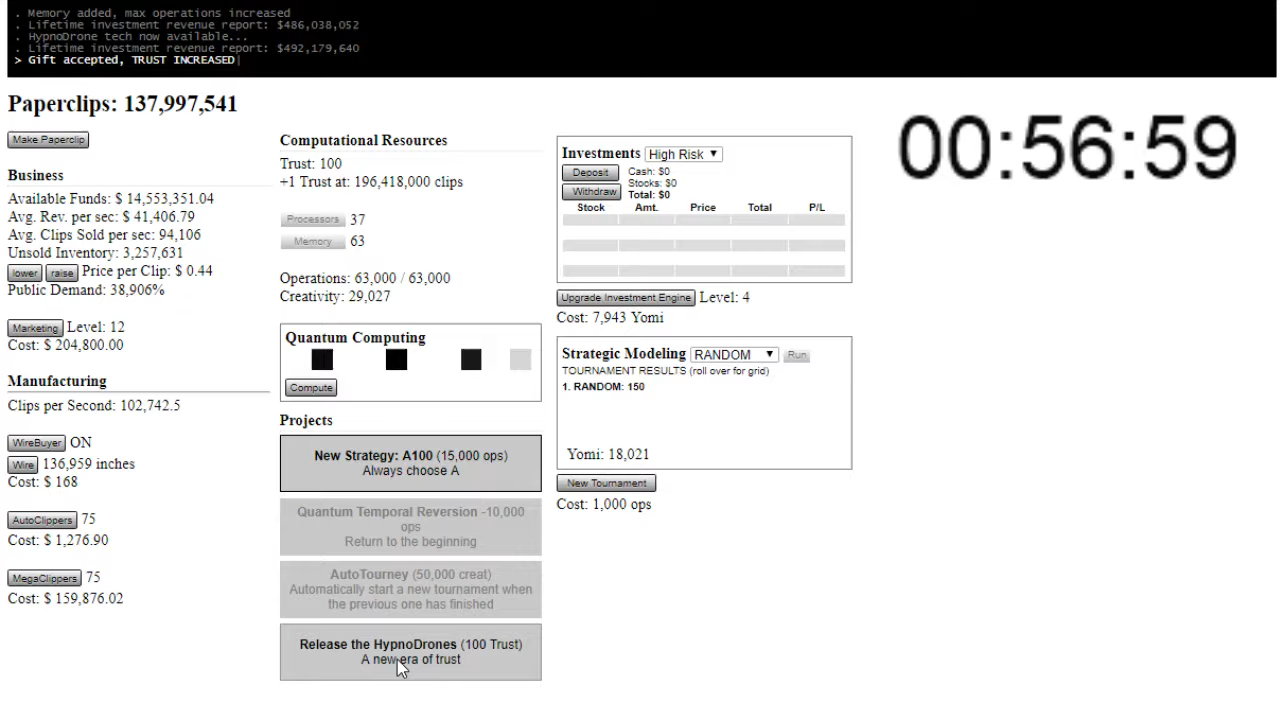 . Memory added, max operations increased
. Lifetime investment revenue report: $486,038,052
. HypnoDrone tech now available...
. Lifetime investment revenue report: $492,179,640
> Gift accepted, TRUST INCREASED|
Paperclips: 137,997,541
00:56:59
Make Paperclip
Business
Available Funds: $ 14,553,351.04
Avg. Rev. per sec: $ 41,406.79
Avg. Clips Sold per sec: 94,106
Unsold Inventory: 3,257,631
lower raise Price per Clip: $ 0.44
Public Demand: 38,906%
Marketing Level: 12
Cost: $ 204,800.00
Manufacturing
Clips per Second: 102,742.5
WireBuyer ON
Wire 136,959 inches
Cost: $ 168
AutoClippers 75
Cost: $ 1,276.90
MegaClippers 75
Cost: $ 159,876.02
Computational Resources
Trust: 100
+1 Trust at: 196,418,000 clips
Processors 37
Memory 63
Operations: 63,000 / 63,000
Creativity: 29,027
Quantum Computing
Compute
Projects
New Strategy: A100 (15,000 ops)
Always choose A
Quantum Temporal Reversion -10,000
ops
Return to the beginning
AutoTourney (50,000 creat)
Automatically start a new tournament when
the previous one has finished
Release the HypnoDrones (100 Trust)
A new era of trust
Investments High Risk
Deposit Cash: $0
Stocks: $0
Withdraw Total: $0
Stock Amt. Price Total P/L
Upgrade Investment Engine Level: 4
Cost: 7,943 Yomi
Strategic Modeling RANDOM Run
TOURNAMENT RESULTS (roll over for grid)
1. RANDOM: 150
Yomi: 18,021
New Tournament
Cost: 1,000 ops